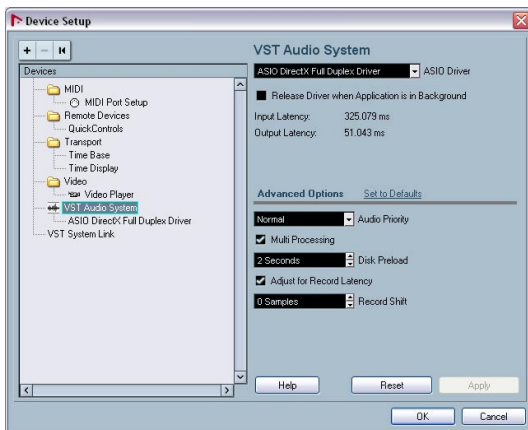 Device Setup
Devices
MIDI
MIDI Port Setup
Remote Devices
QuickControls
Transport
Time Base
Time Display
Video
Video Player
VST Audio System
ASIO DirectX Full Duplex Driver
VST System Link
VST Audio System
ASIO DirectX Full Duplex Driver ASIO Driver
Release Driver when Application is in Background
Input Latency: 325.079 ms
Output Latency: 51.043 ms
Advanced Options Set to Defaults
Normal Audio Priority
Multi Processing
2 Seconds Disk Preload
Adjust for Record Latency
0 Samples Record Shift
Help Reset Apply
OK Cancel